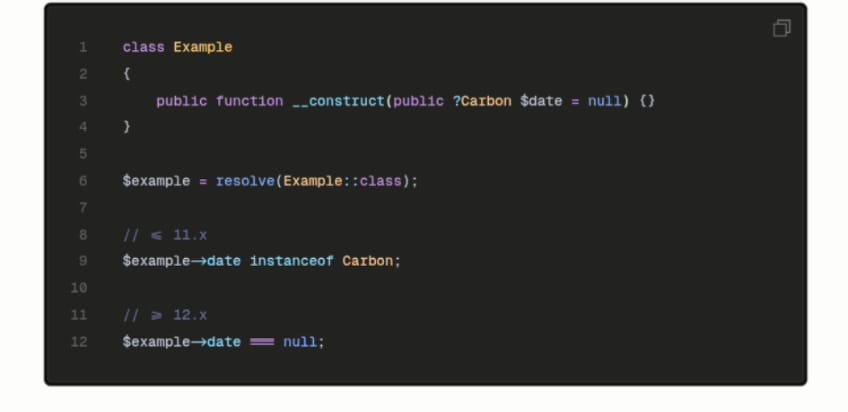 1 class Example
2 {
3     public function __construct(public ?Carbon $date = null) {}
4 }
5
6 $example = resolve(Example::class);
7
8 // <= 11.x
9 $example->date instanceof Carbon;
10
11 // >= 12.x
12 $example->date === null;